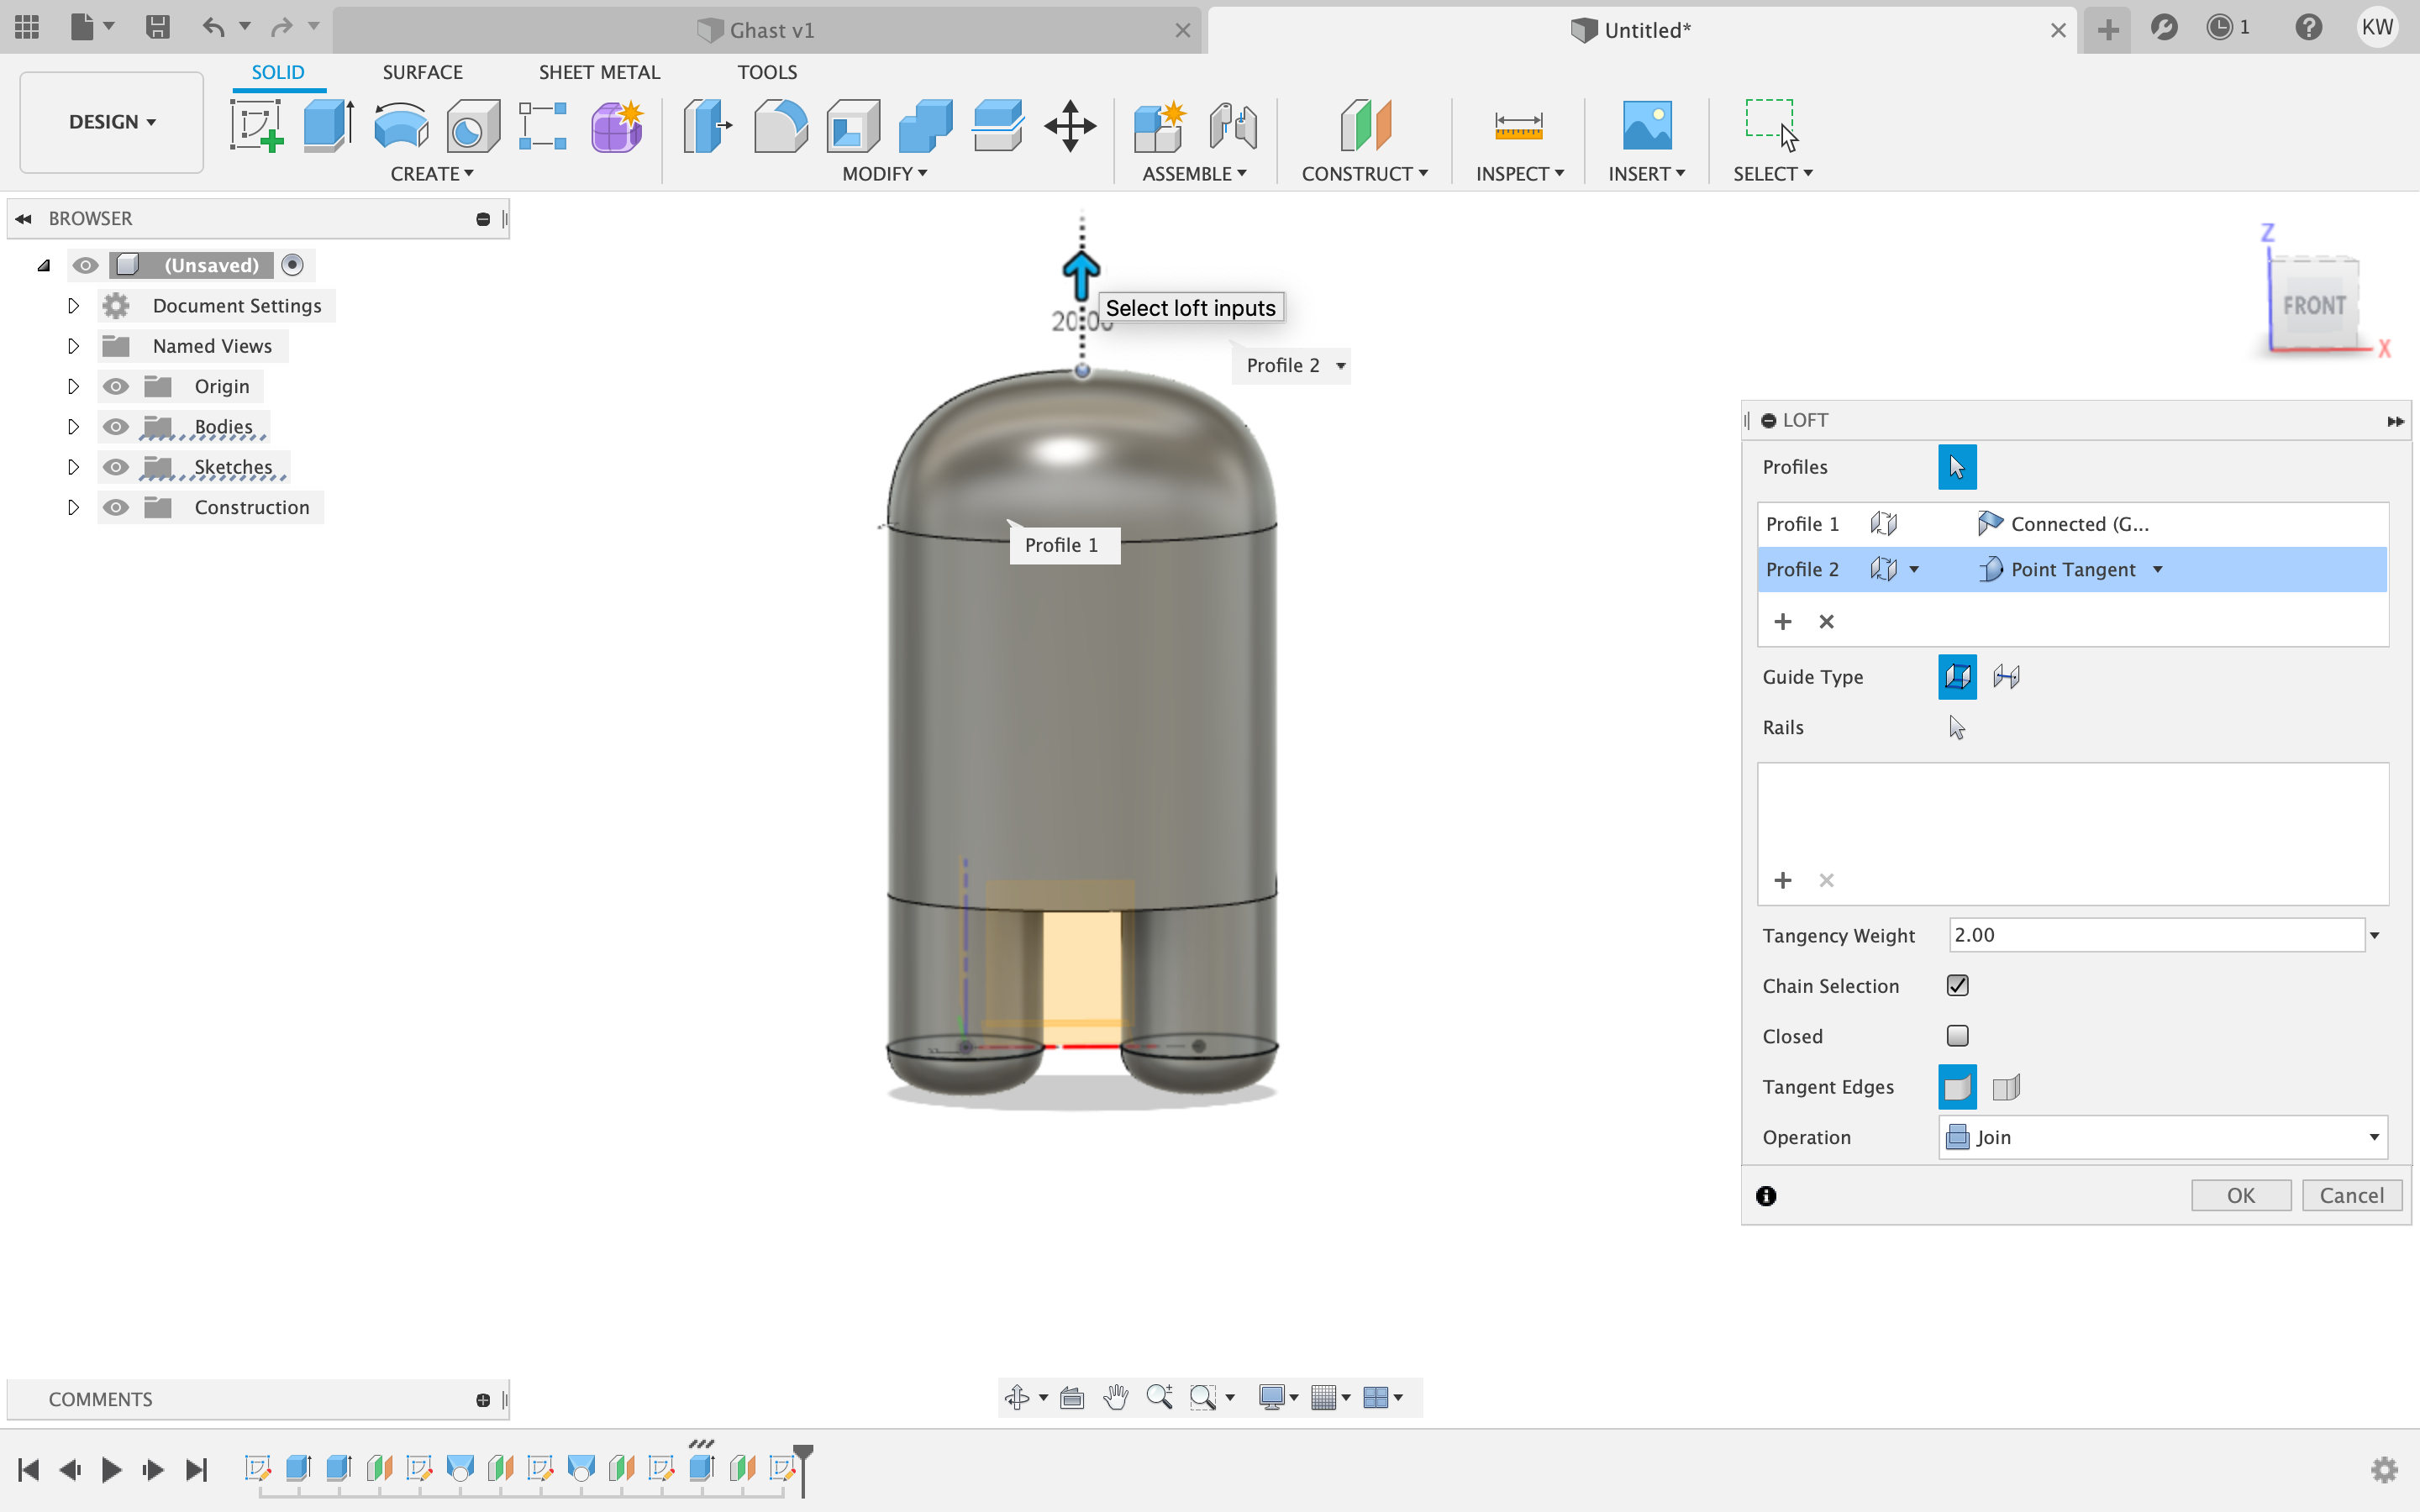 Ghast v1
Untitled*
1
KW
SOLID
SURFACE
SHEET METAL
TOOLS
DESIGN
CREATE
MODIFY
ASSEMBLE
CONSTRUCT
INSPECT
INSERT
SELECT
BROWSER
(Unsaved)
Document Settings
Named Views
Origin
Bodies
Sketches
Construction
Select loft inputs
20.00
Profile 2
Profile 1
Z
FRONT
X
LOFT
Profiles
Profile 1 Connected (G...
Profile 2 Point Tangent
Guide Type
Rails
Tangency Weight 2.00
Chain Selection
Closed
Tangent Edges
Operation Join
OK Cancel
COMMENTS